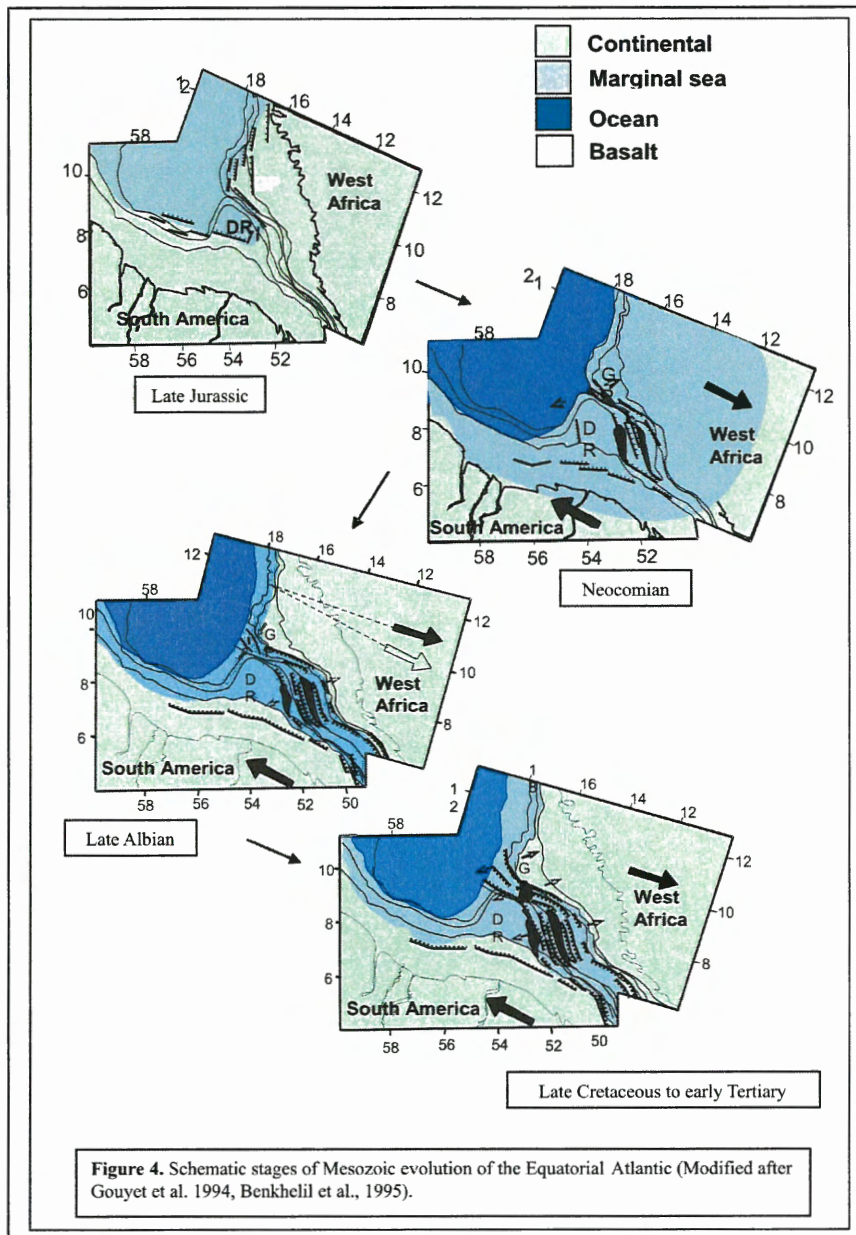 Continental
Marginal sea
Ocean
Basalt
1
2
18
16
14
12
58
10
8
6
12
10
8
West
Africa
DR
South America
58 56 54 52
Late Jurassic
2
1
18
16
14
12
58
10
8
6
12
10
8
G
D
R
West
Africa
South America
58 56 54 52
Neocomian
12
18
16
14
12
58
10
8
6
12
10
8
G
D
R
West
Africa
South America
58 56 54 52 50
Late Albian
1
2
1
16
14
12
58
10
8
6
12
10
8
G
D
R
West
Africa
South America
58 56 54 52 50
Late Cretaceous to early Tertiary
Figure 4. Schematic stages of Mesozoic evolution of the Equatorial Atlantic (Modified after
Gouyet et al. 1994, Benkhelil et al., 1995).